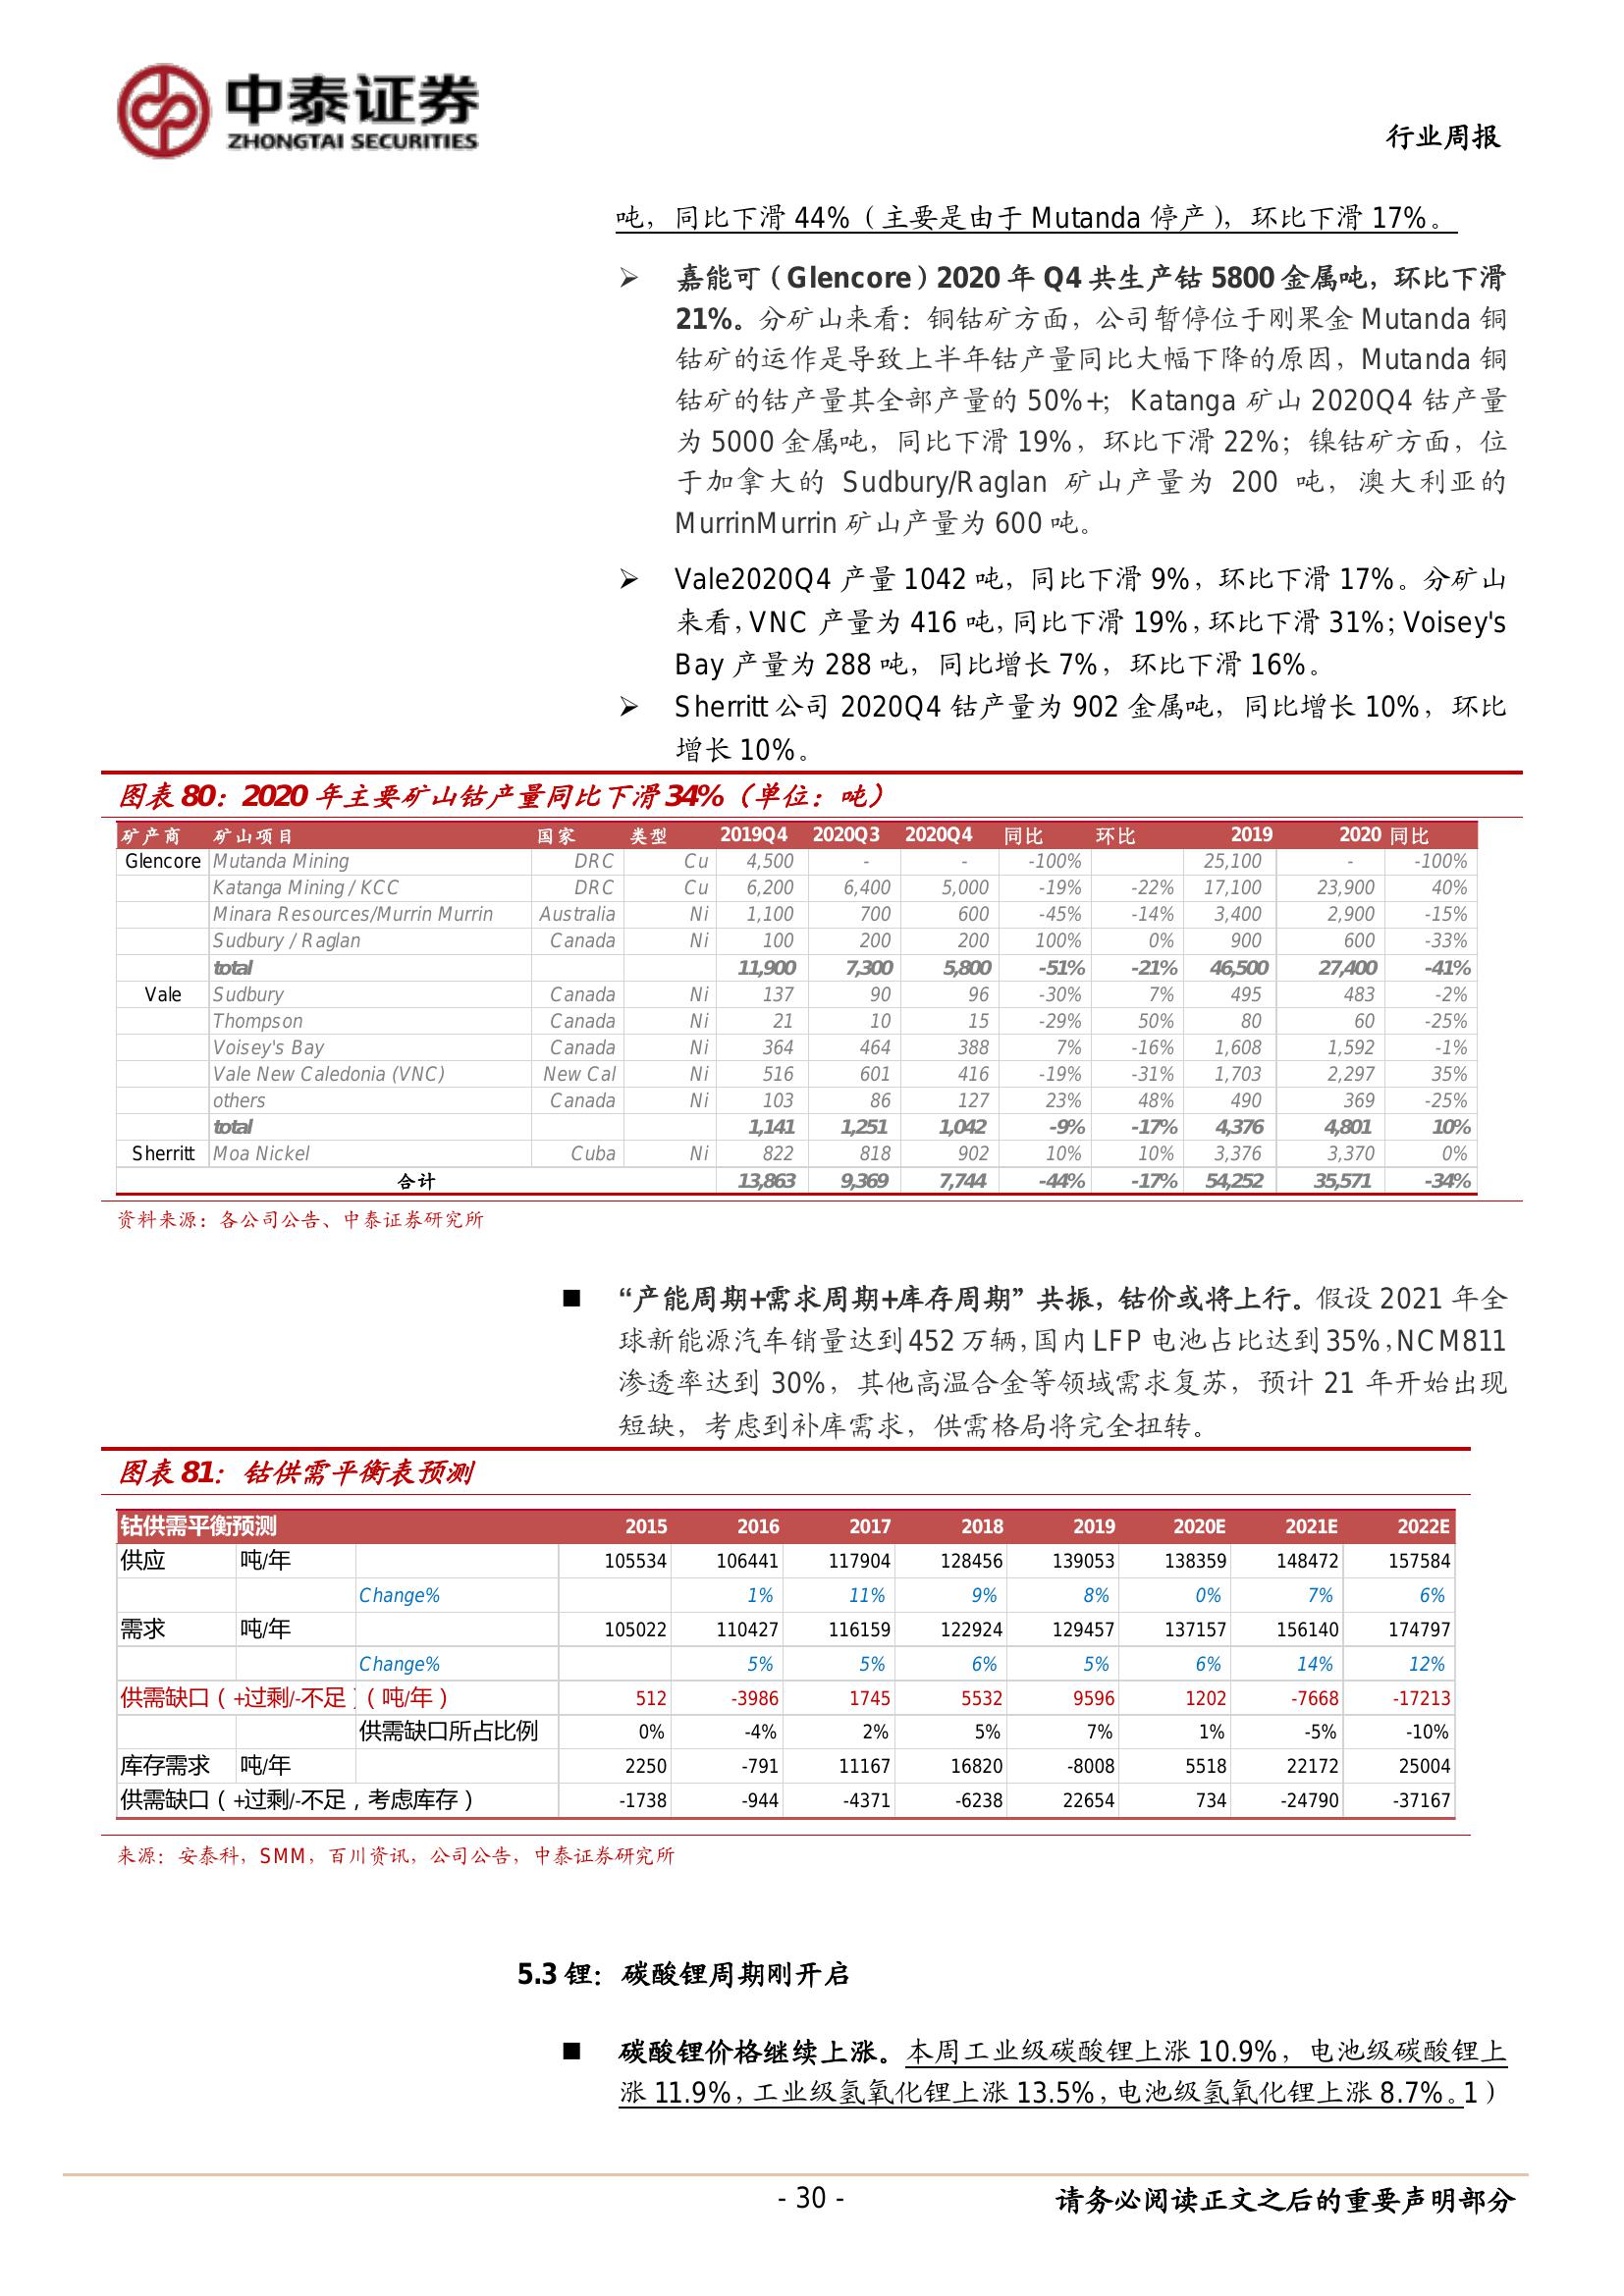 中泰证券
ZHONGTAI SECURITIES
行业周报
吨，同比下滑 44%（主要是由于 Mutanda 停产），环比下滑 17%。
➢ 嘉能可（Glencore）2020 年 Q4 共生产钴 5800 金属吨，环比下滑
21%。分矿山来看：铜钴矿方面，公司暂停位于刚果金 Mutanda 铜
钴矿的运作是导致上半年钴产量同比大幅下降的原因，Mutanda 铜
钴矿的钴产量其全部产量的 50%+；Katanga 矿山 2020Q4 钴产量
为 5000 金属吨，同比下滑 19%，环比下滑 22%；镍钴矿方面，位
于加拿大的 Sudbury/Raglan 矿山产量为 200 吨，澳大利亚的
MurrinMurrin 矿山产量为 600 吨。
➢ Vale2020Q4 产量 1042 吨，同比下滑 9%，环比下滑 17%。分矿山
来看，VNC 产量为 416 吨，同比下滑 19%，环比下滑 31%；Voisey's
Bay 产量为 288 吨，同比增长 7%，环比下滑 16%。
➢ Sherritt 公司 2020Q4 钴产量为 902 金属吨，同比增长 10%，环比
增长 10%。
图表 80：2020 年主要矿山钴产量同比下滑 34%（单位：吨）
矿产商 矿山项目 国家 类型 2019Q4 2020Q3 2020Q4 同比 环比 2019 2020 同比
Glencore Mutanda Mining DRC Cu 4,500 - - -100% 25,100 - -100%
Katanga Mining / KCC DRC Cu 6,200 6,400 5,000 -19% -22% 17,100 23,900 40%
Minara Resources/Murrin Murrin Australia Ni 1,100 700 600 -45% -14% 3,400 2,900 -15%
Sudbury / Raglan Canada Ni 100 200 200 100% 0% 900 600 -33%
total 11,900 7,300 5,800 -51% -21% 46,500 27,400 -41%
Vale Sudbury Canada Ni 137 90 96 -30% 7% 495 483 -2%
Thompson Canada Ni 21 10 15 -29% 50% 80 60 -25%
Voisey's Bay Canada Ni 364 464 388 7% -16% 1,608 1,592 -1%
Vale New Caledonia (VNC) New Cal Ni 516 601 416 -19% -31% 1,703 2,297 35%
others Canada Ni 103 86 127 23% 48% 490 369 -25%
total 1,141 1,251 1,042 -9% -17% 4,376 4,801 10%
Sherritt Moa Nickel Cuba Ni 822 818 902 10% 10% 3,376 3,370 0%
合计 13,863 9,369 7,744 -44% -17% 54,252 35,571 -34%
资料来源：各公司公告、中泰证券研究所
■ “产能周期+需求周期+库存周期”共振，钴价或将上行。假设 2021 年全
球新能源汽车销量达到 452 万辆，国内 LFP 电池占比达到 35%，NCM811
渗透率达到 30%，其他高温合金等领域需求复苏，预计 21 年开始出现
短缺，考虑到补库需求，供需格局将完全扭转。
图表 81：钴供需平衡表预测
钴供需平衡预测 2015 2016 2017 2018 2019 2020E 2021E 2022E
供应 吨/年 105534 106441 117904 128456 139053 138359 148472 157584
Change% 1% 11% 9% 8% 0% 7% 6%
需求 吨/年 105022 110427 116159 122924 129457 137157 156140 174797
Change% 5% 5% 6% 5% 6% 14% 12%
供需缺口（+过剩/-不足）（吨/年） 512 -3986 1745 5532 9596 1202 -7668 -17213
供需缺口所占比例 0% -4% 2% 5% 7% 1% -5% -10%
库存需求 吨/年 2250 -791 11167 16820 -8008 5518 22172 25004
供需缺口（+过剩/-不足，考虑库存） -1738 -944 -4371 -6238 22654 734 -24790 -37167
来源：安泰科，SMM，百川资讯，公司公告，中泰证券研究所
5.3 锂：碳酸锂周期刚开启
■ 碳酸锂价格继续上涨。本周工业级碳酸锂上涨 10.9%，电池级碳酸锂上
涨 11.9%，工业级氢氧化锂上涨 13.5%，电池级氢氧化锂上涨 8.7%。1）
- 30 -
请务必阅读正文之后的重要声明部分